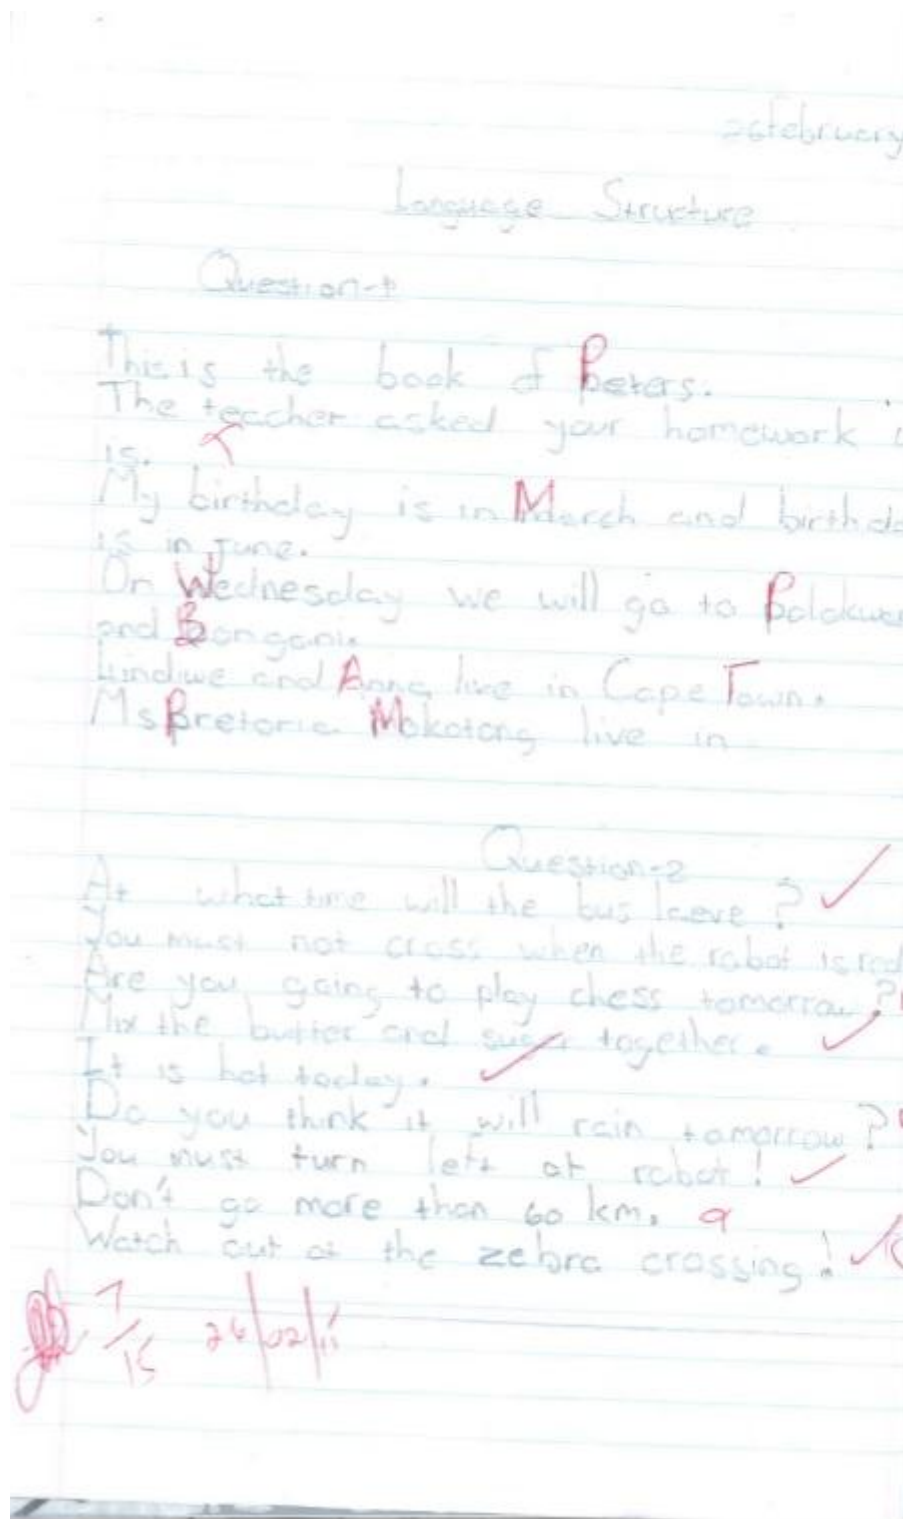 26 February
Language Structure
Question-1
This is the book of Peters.
The teacher asked your homework
is.
My birthday is in March and birthda
is in June.
On Wednesday we will go to Polokwa
and Bongani.
Lindiwe and Anna live in Cape Town.
Ms Pretoria Mokotong live in
Question-2
At what time will the bus leeve?
You must not cross when the robot is red
Are you going to play chess tomorrow?
Mix the butter and suger together.
It is hot today.
Do you think it will rain tomorrow?
You must turn left at robot!
Don't go more than 60 km.
Watch out at the zebra crossing!
7/15 26/02/11